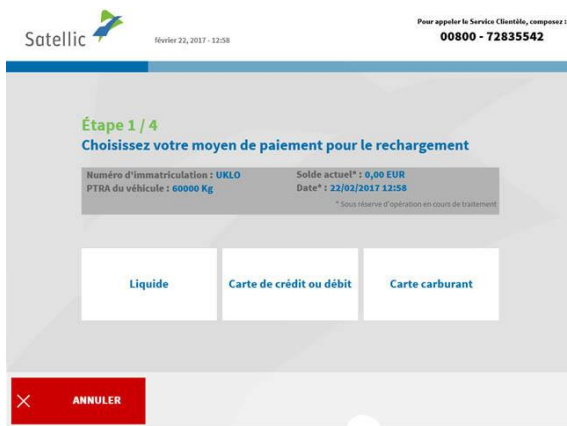 Satellic
février 22, 2017 - 12:58
Pour appeler le Service Clientèle, composez :
00800 - 72835542
Étape 1 / 4
Choisissez votre moyen de paiement pour le rechargement
Numéro d'immatriculation : UKLO
Solde actuel* : 0,00 EUR
PTRA du véhicule : 60000 Kg
Date* : 22/02/2017 12:58
* Sous réserve d'opération en cours de traitement
Liquide
Carte de crédit ou débit
Carte carburant
ANNULER